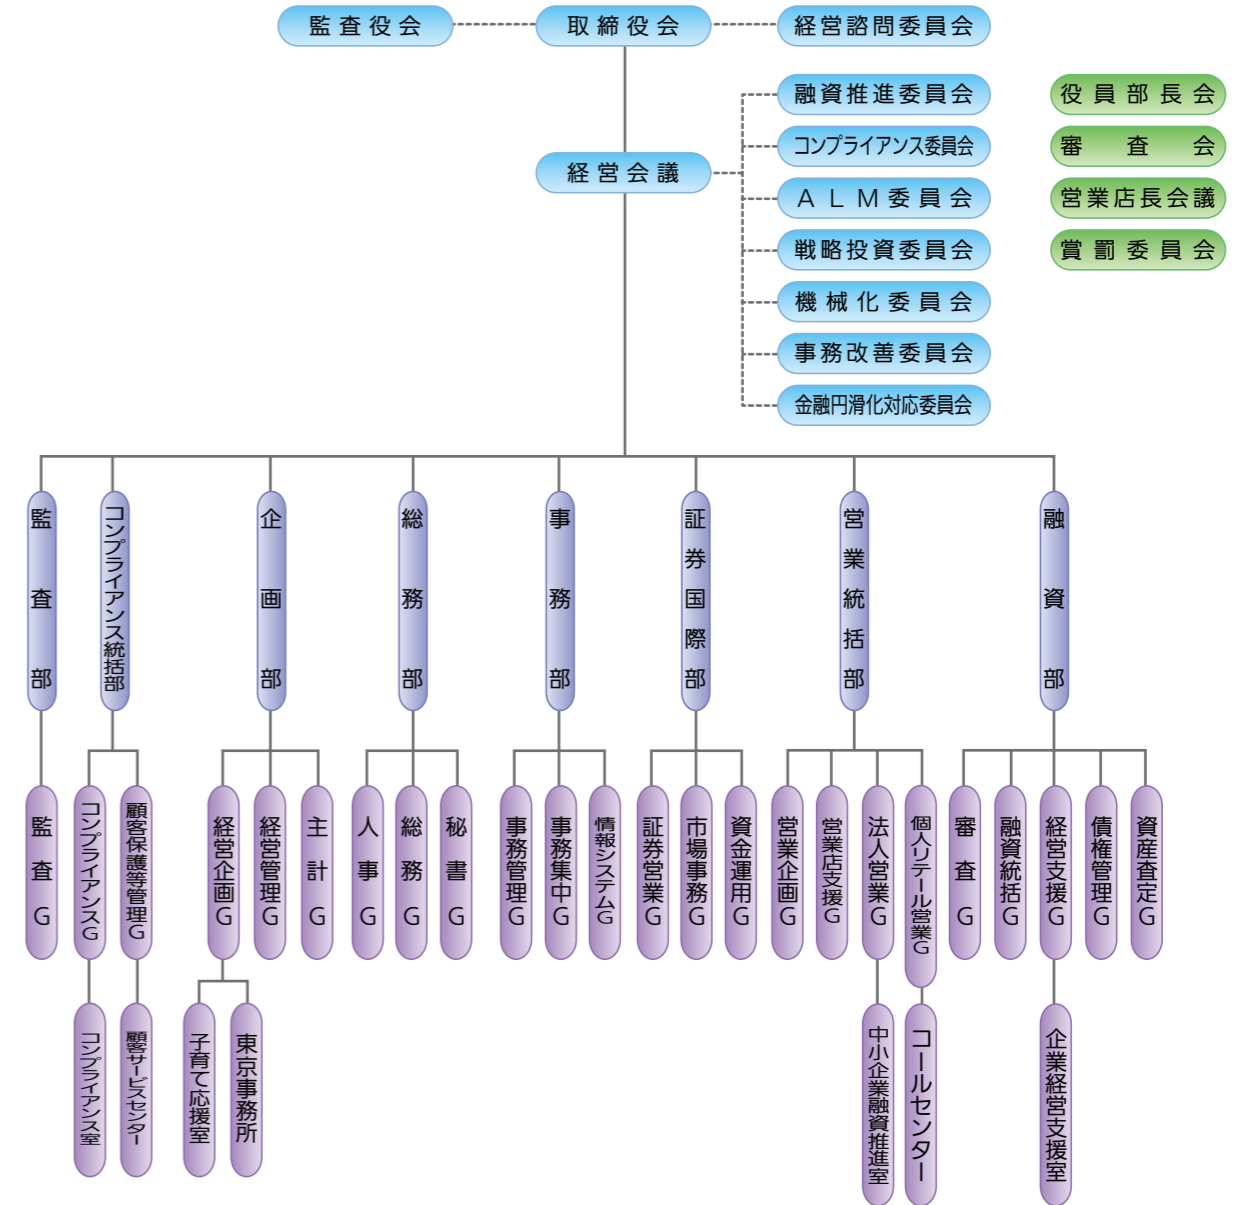 監査役会
取締役会
経営諮問委員会
融資推進委員会
役員部長会
コンプライアンス委員会
審査会
経営会議
ALM委員会
営業店長会議
戦略投資委員会
賞罰委員会
機械化委員会
事務改善委員会
金融円滑化対応委員会
監査部
コンプライアンス統括部
企画部
総務部
事務部
証券国際部
営業統括部
融資部
監査G
コンプライアンスG
顧客保護等管理G
経営企画G
経営管理G
主計G
人事G
総務G
秘書G
事務管理G
事務集中G
情報システムG
証券営業G
市場事務G
資金運用G
営業企画G
営業店支援G
法人営業G
個人リテール営業G
審査G
融資統括G
経営支援G
債権管理G
資産査定G
コンプライアンス室
顧客サービスセンター
子育て応援室
東京事務所
中小企業融資推進室
コールセンター
企業経営支援室